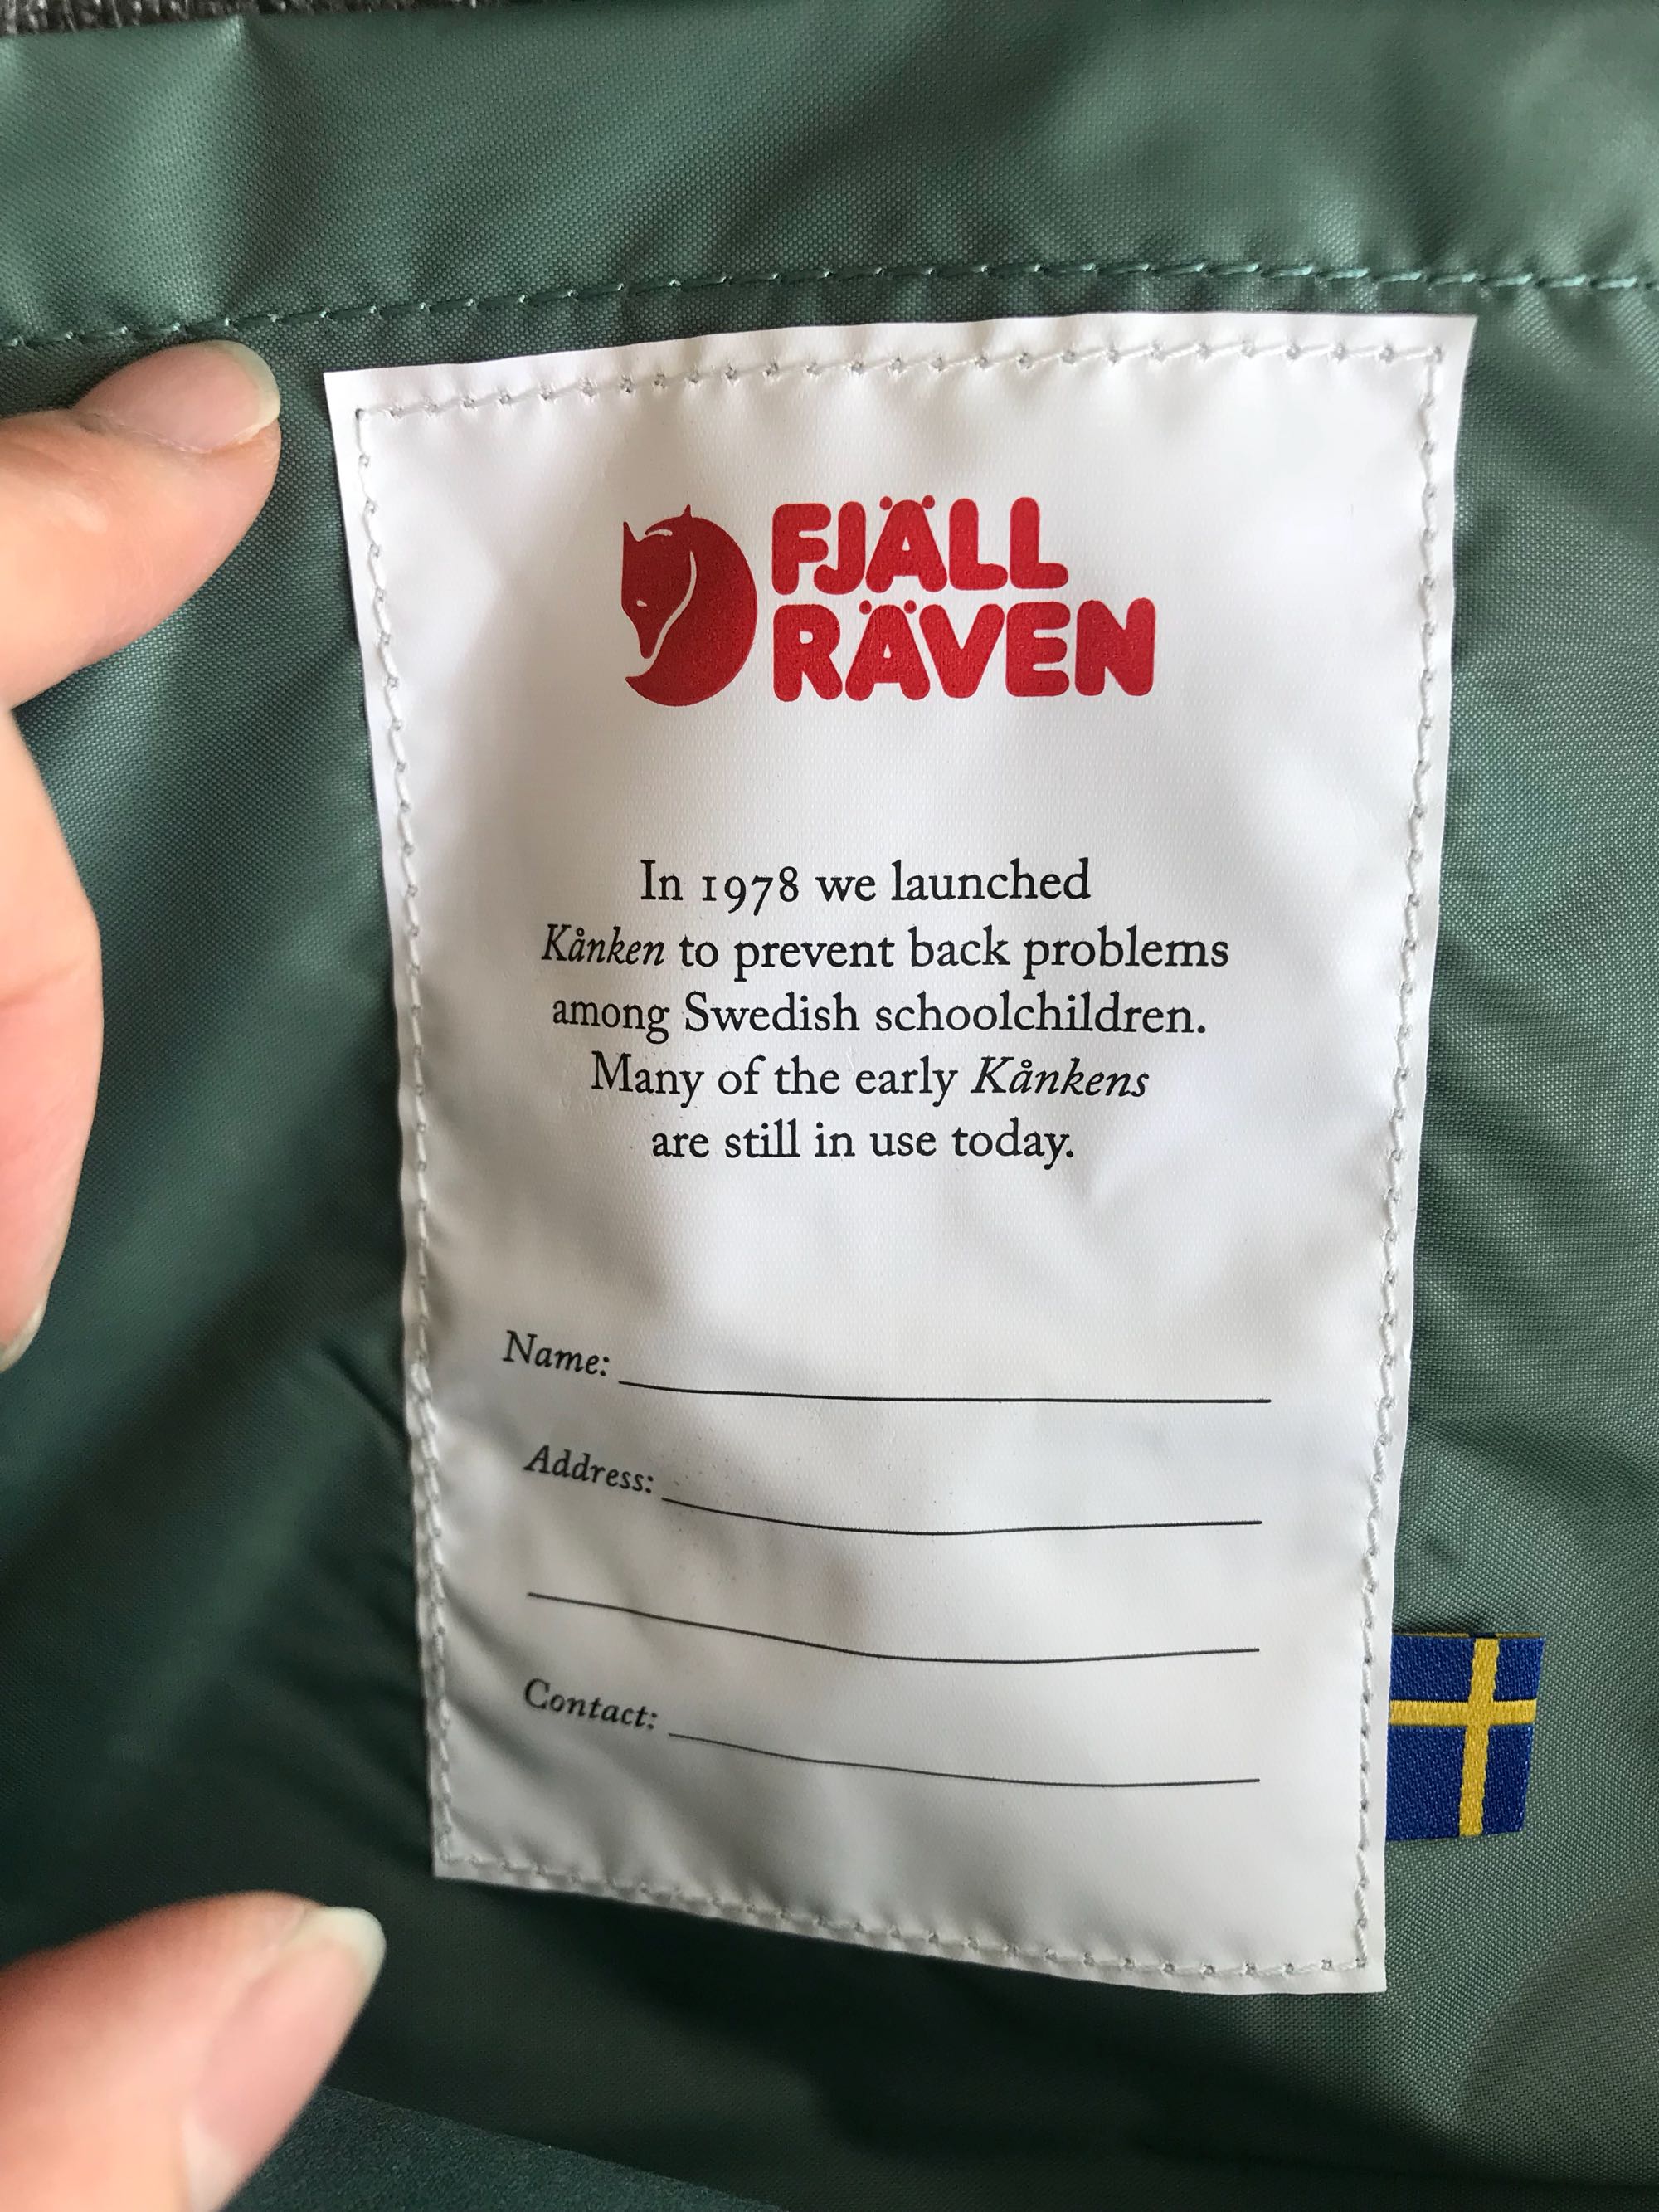 FJÄLL
RÄVEN
In 1978 we launched
Kånken to prevent back problems
among Swedish schoolchildren.
Many of the early Kånkens
are still in use today.
Name:
Address:
Contact: